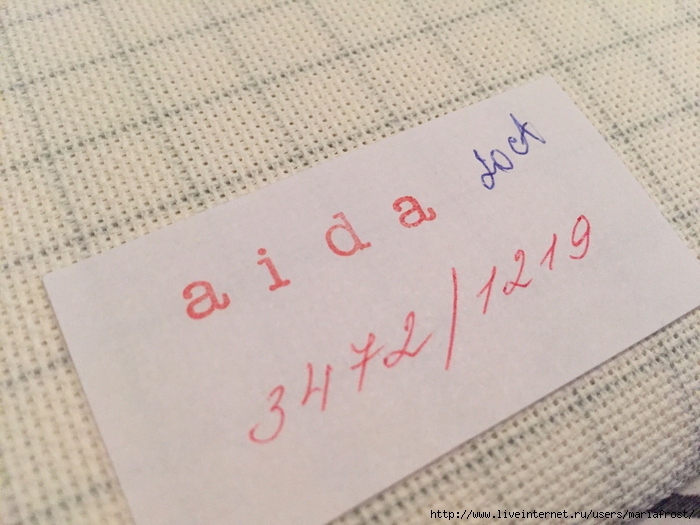 aida 20ct
3472/1219
http://www.liveinternet.ru/users/mariafrost/